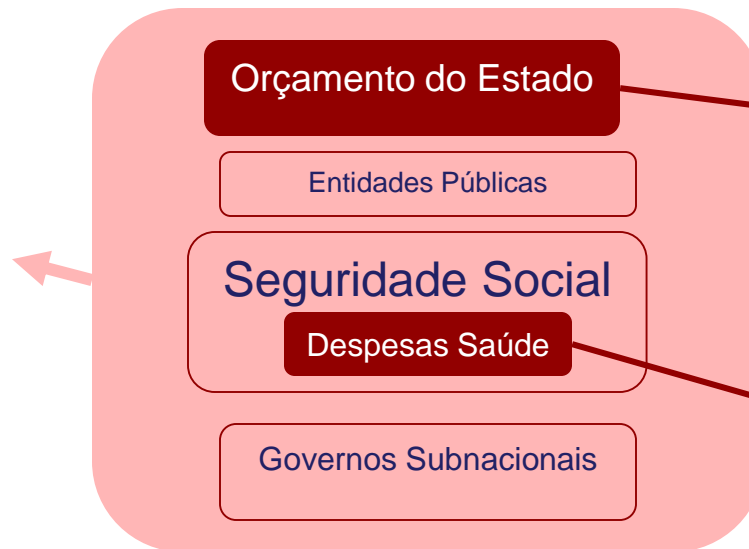 Orçamento do Estado
Entidades Públicas
Seguridade Social
Despesas Saúde
Governos Subnacionais